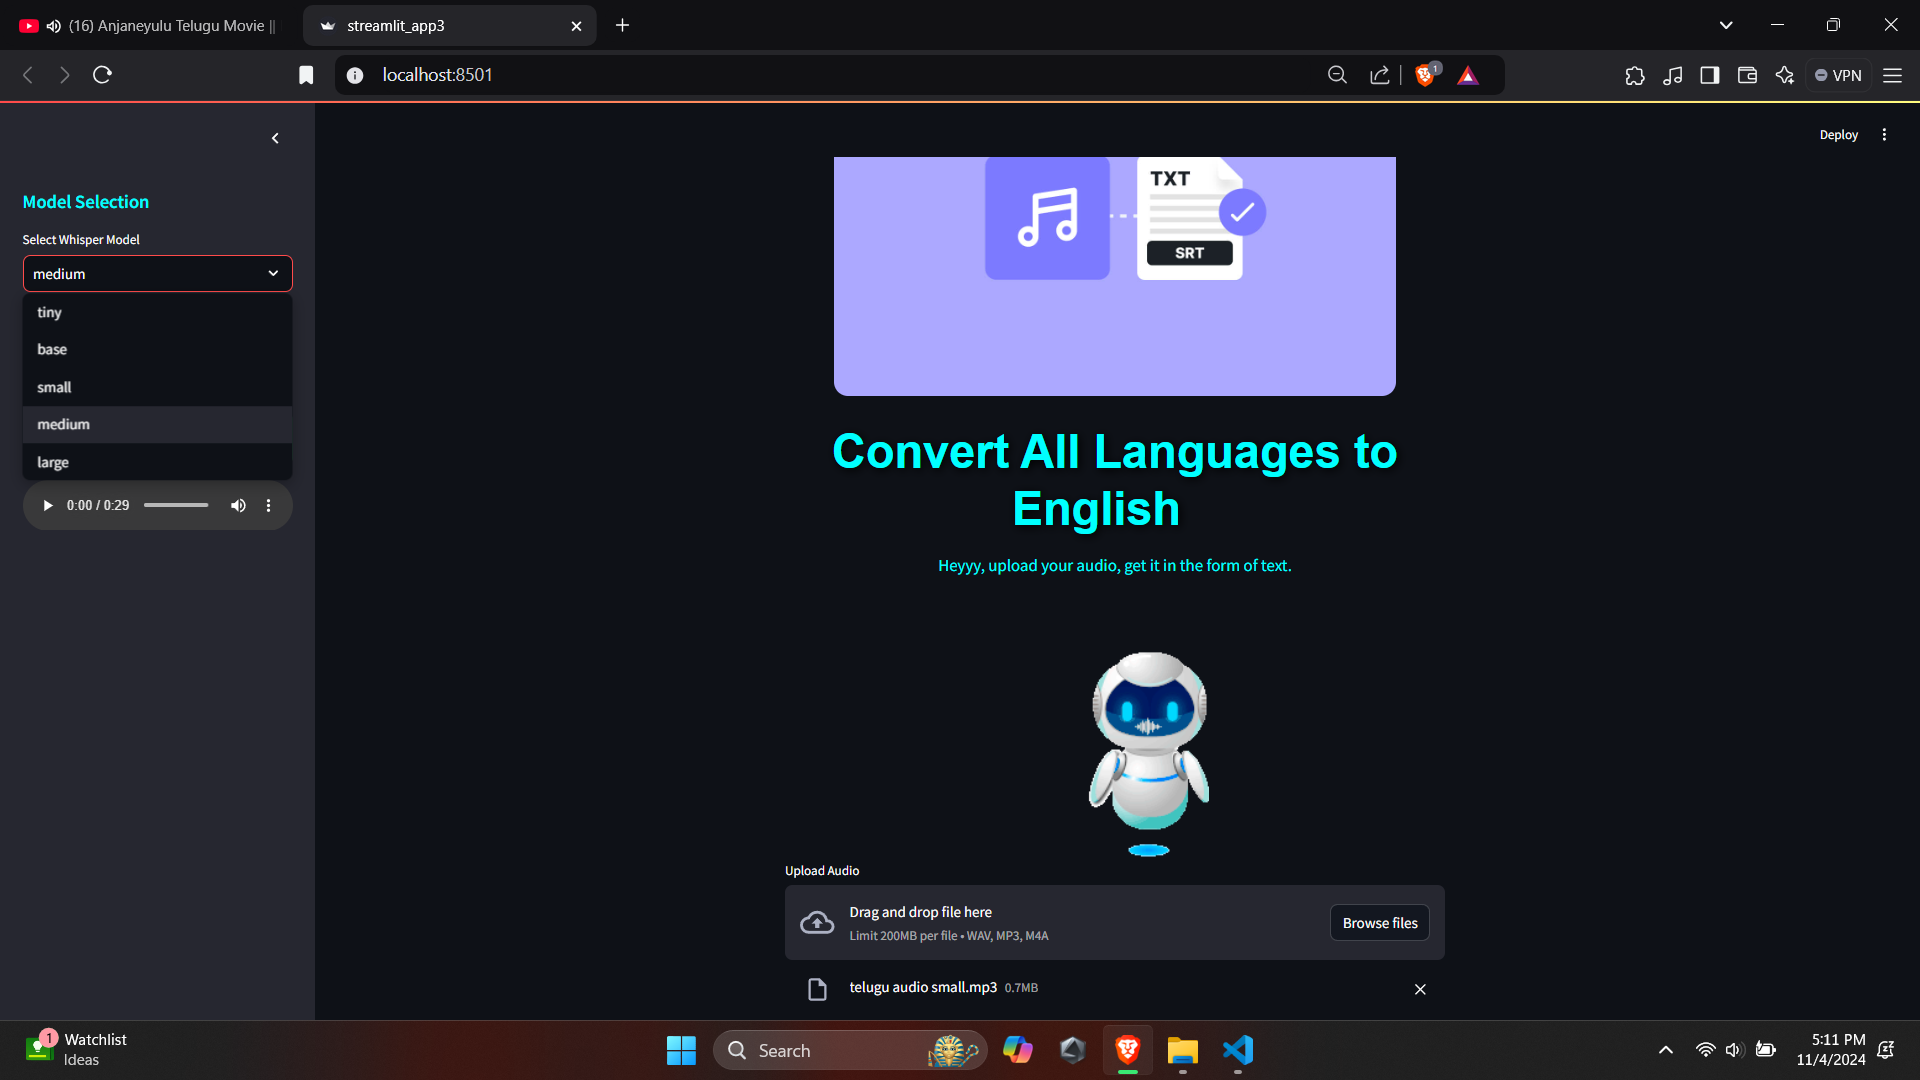 (16) Anjaneyulu Telugu Movie ||
streamlit_app3
localhost:8501
1
VPN
Deploy
Model Selection
Select Whisper Model
medium
tiny
base
small
medium
large
0:00 / 0:29
TXT
SRT
Convert All Languages to
English
Heyyy, upload your audio, get it in the form of text.
Upload Audio
Drag and drop file here
Limit 200MB per file • WAV, MP3, M4A
Browse files
telugu audio small.mp3 0.7MB
1
Watchlist
Ideas
Search
5:11 PM
11/4/2024